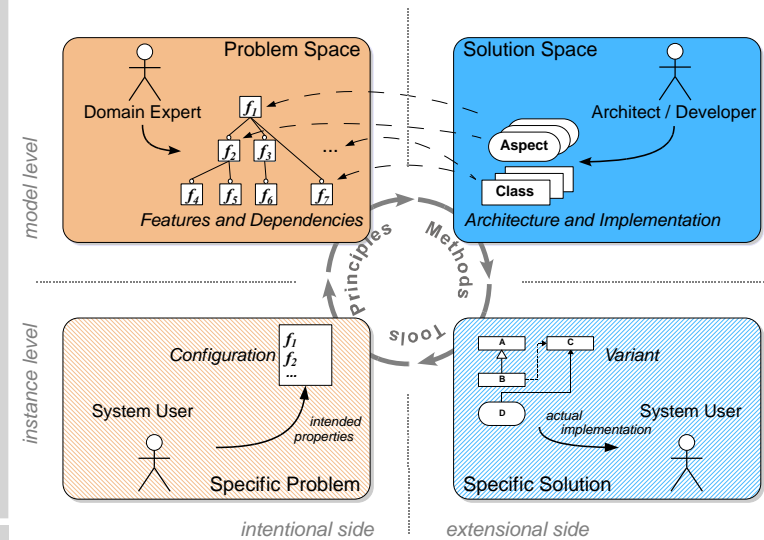 Problem Space
Domain Expert
f1
f2
f3
...
f4
f5
f6
f7
Features and Dependencies
Solution Space
Architect / Developer
Aspect
Class
Architecture and Implementation
model level
Principles
Methods
Tools
instance level
Configuration
f1
f2
...
System User
intended
properties
Specific Problem
A
C
B
D
Variant
actual
implementation
System User
Specific Solution
intentional side
extensional side